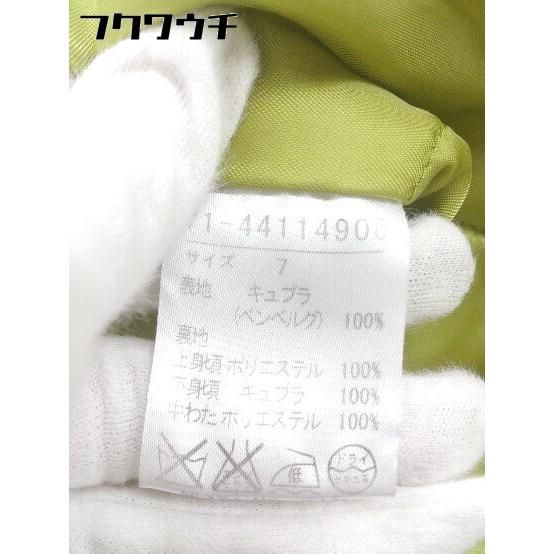 フクワウチ
1-44114906
サイズ 7
表地 キュプラ
(ベンベルグ) 100%
裏地
上身頃 ポリエステル 100%
下身頃 キュプラ 100%
中わた ポリエステル 100%
低
ドライ